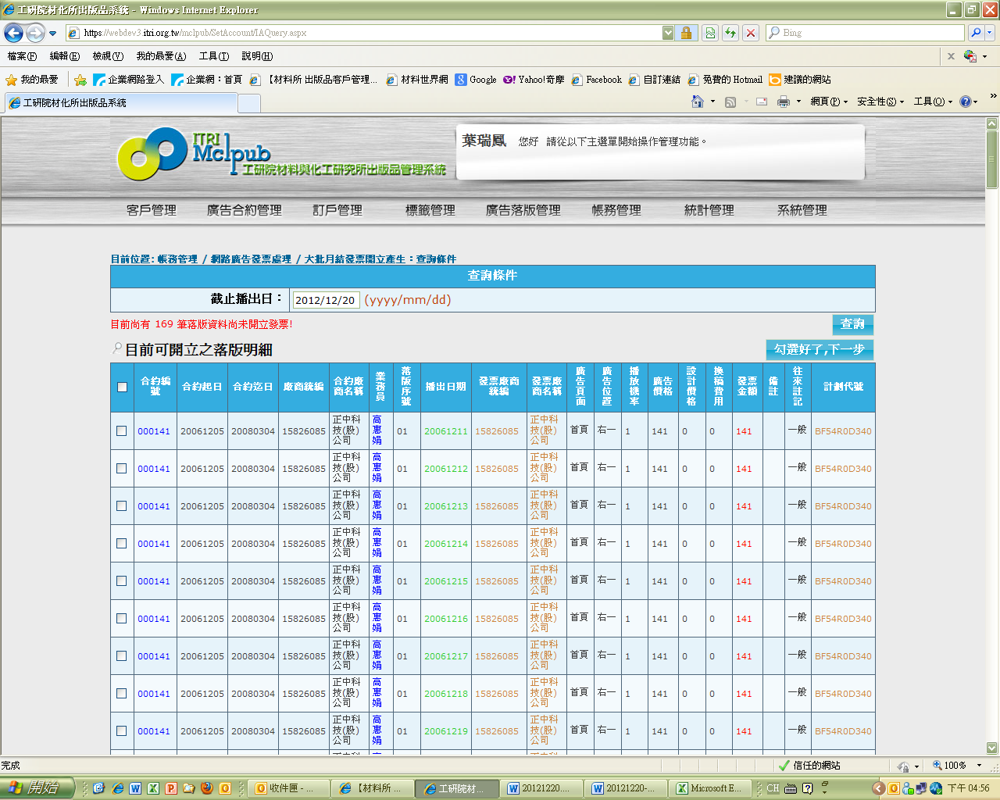 工研院材化所出版品系統 - Windows Internet Explorer
https://webdev3.itri.org.tw/mclpub/SetAccount/IAQuery.aspx
Bing
檔案(F) 編輯(E) 檢視(V) 我的最愛(A) 工具(T) 說明(H)
我的最愛 企業網路登入 企業網：首頁 【材料所 出版品客戶管理... 材料世界網 Google Yahoo!奇摩 Facebook 自訂連結 免費的 Hotmail 建議的網站
工研院材化所出版品系統 網頁(P) 安全性(S) 工具(O)
ITRI
Mclpub
工研院材料與化工研究所出版品管理系統
葉瑞鳳 您好 請從以下主選單開始操作管理功能。
客戶管理 廣告合約管理 訂戶管理 標籤管理 廣告落版管理 帳務管理 統計管理 系統管理
目前位置: 帳務管理 / 網路廣告發票處理 / 大批月結發票開立產生：查詢條件
查詢條件
截止播出日： 2012/12/20 (yyyy/mm/dd)
目前尚有 169 筆落版資料尚未開立發票!
查詢
目前可開立之落版明細
勾選好了,下一步
合約編號 合約起日 合約迄日 廠商統編 合約廠商名稱 業務員 落版序號 播出日期 發票廠商統編 發票廠商名稱 廣告頁面 廣告位置 播放機率 廣告價格 設計價格 換稿費用 發票金額 備註 往來註記 計劃代號
000141 20061205 20080304 15826085 正中科技(股)公司 高惠娟 01 20061211 15826085 正中科技(股)公司 首頁 右一 1 141 0 0 141 一般 BF54R0D340
000141 20061205 20080304 15826085 正中科技(股)公司 高惠娟 01 20061212 15826085 正中科技(股)公司 首頁 右一 1 141 0 0 141 一般 BF54R0D340
000141 20061205 20080304 15826085 正中科技(股)公司 高惠娟 01 20061213 15826085 正中科技(股)公司 首頁 右一 1 141 0 0 141 一般 BF54R0D340
000141 20061205 20080304 15826085 正中科技(股)公司 高惠娟 01 20061214 15826085 正中科技(股)公司 首頁 右一 1 141 0 0 141 一般 BF54R0D340
000141 20061205 20080304 15826085 正中科技(股)公司 高惠娟 01 20061215 15826085 正中科技(股)公司 首頁 右一 1 141 0 0 141 一般 BF54R0D340
000141 20061205 20080304 15826085 正中科技(股)公司 高惠娟 01 20061216 15826085 正中科技(股)公司 首頁 右一 1 141 0 0 141 一般 BF54R0D340
000141 20061205 20080304 15826085 正中科技(股)公司 高惠娟 01 20061217 15826085 正中科技(股)公司 首頁 右一 1 141 0 0 141 一般 BF54R0D340
000141 20061205 20080304 15826085 正中科技(股)公司 高惠娟 01 20061218 15826085 正中科技(股)公司 首頁 右一 1 141 0 0 141 一般 BF54R0D340
000141 20061205 20080304 15826085 正中科技(股)公司 高惠娟 01 20061219 15826085 正中科技(股)公司 首頁 右一 1 141 0 0 141 一般 BF54R0D340
完成 信任的網站 100%
開始 收件匣 - ... 【材料所 ... 工研院材... 20121220.... 20121220-... Microsoft E... CH 下午 04:56